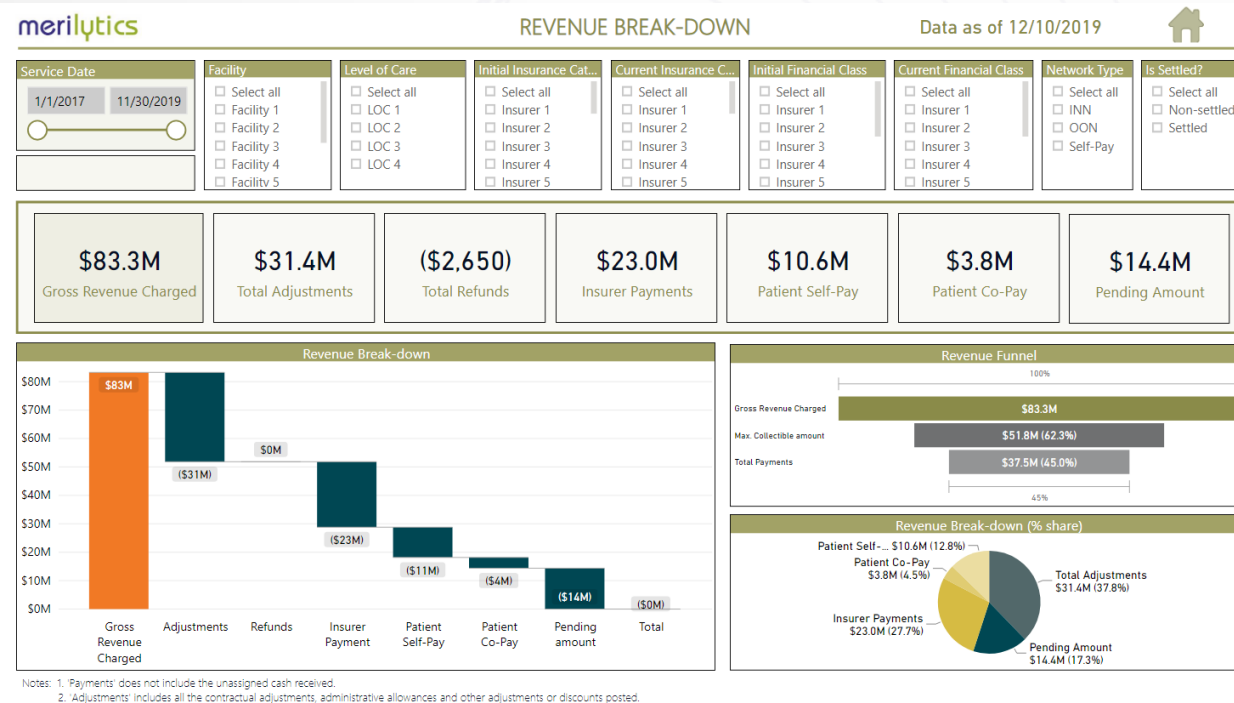 merilytics
REVENUE BREAK-DOWN
Data as of 12/10/2019
Service Date
1/1/2017 11/30/2019
Facility
Select all
Facility 1
Facility 2
Facility 3
Facility 4
Facility 5
Level of Care
Select all
LOC 1
LOC 2
LOC 3
LOC 4
Initial Insurance Cat...
Select all
Insurer 1
Insurer 2
Insurer 3
Insurer 4
Insurer 5
Current Insurance C...
Select all
Insurer 1
Insurer 2
Insurer 3
Insurer 4
Insurer 5
Initial Financial Class
Select all
Insurer 1
Insurer 2
Insurer 3
Insurer 4
Insurer 5
Current Financial Class
Select all
Insurer 1
Insurer 2
Insurer 3
Insurer 4
Insurer 5
Network Type
Select all
INN
OON
Self-Pay
Is Settled?
Select all
Non-settled
Settled
$83.3M
Gross Revenue Charged
$31.4M
Total Adjustments
($2,650)
Total Refunds
$23.0M
Insurer Payments
$10.6M
Patient Self-Pay
$3.8M
Patient Co-Pay
$14.4M
Pending Amount
Revenue Break-down
$80M
$70M
$60M
$50M
$40M
$30M
$20M
$10M
$0M
$83M
($31M)
$0M
($23M)
($11M)
($4M)
($14M)
($0M)
Gross
Revenue
Charged
Adjustments
Refunds
Insurer
Payment
Patient
Self-Pay
Patient
Co-Pay
Pending
amount
Total
Revenue Funnel
100%
Gross Revenue Charged
$83.3M
Max. Collectible amount
$51.8M (62.3%)
Total Payments
$37.5M (45.0%)
45%
Revenue Break-down (% share)
Patient Self-... $10.6M (12.8%)
Patient Co-Pay
$3.8M (4.5%)
Insurer Payments
$23.0M (27.7%)
Total Adjustments
$31.4M (37.8%)
Pending Amount
$14.4M (17.3%)
Notes: 1. 'Payments' does not include the unassigned cash received.
2. 'Adjustments' includes all the contractual adjustments, administrative allowances and other adjustments or discounts posted.